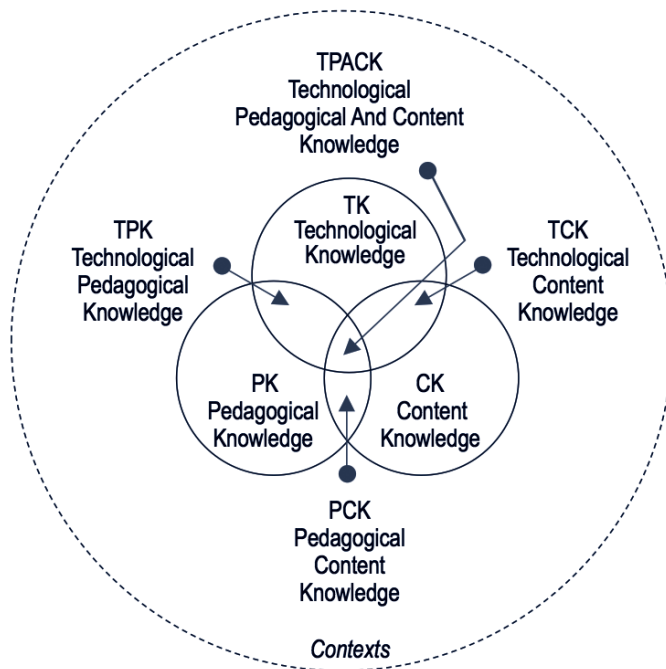 TPACK
Technological
Pedagogical And Content
Knowledge
TK
Technological
Knowledge
TPK
Technological
Pedagogical
Knowledge
TCK
Technological
Content
Knowledge
PK
Pedagogical
Knowledge
CK
Content
Knowledge
PCK
Pedagogical
Content
Knowledge
Contexts